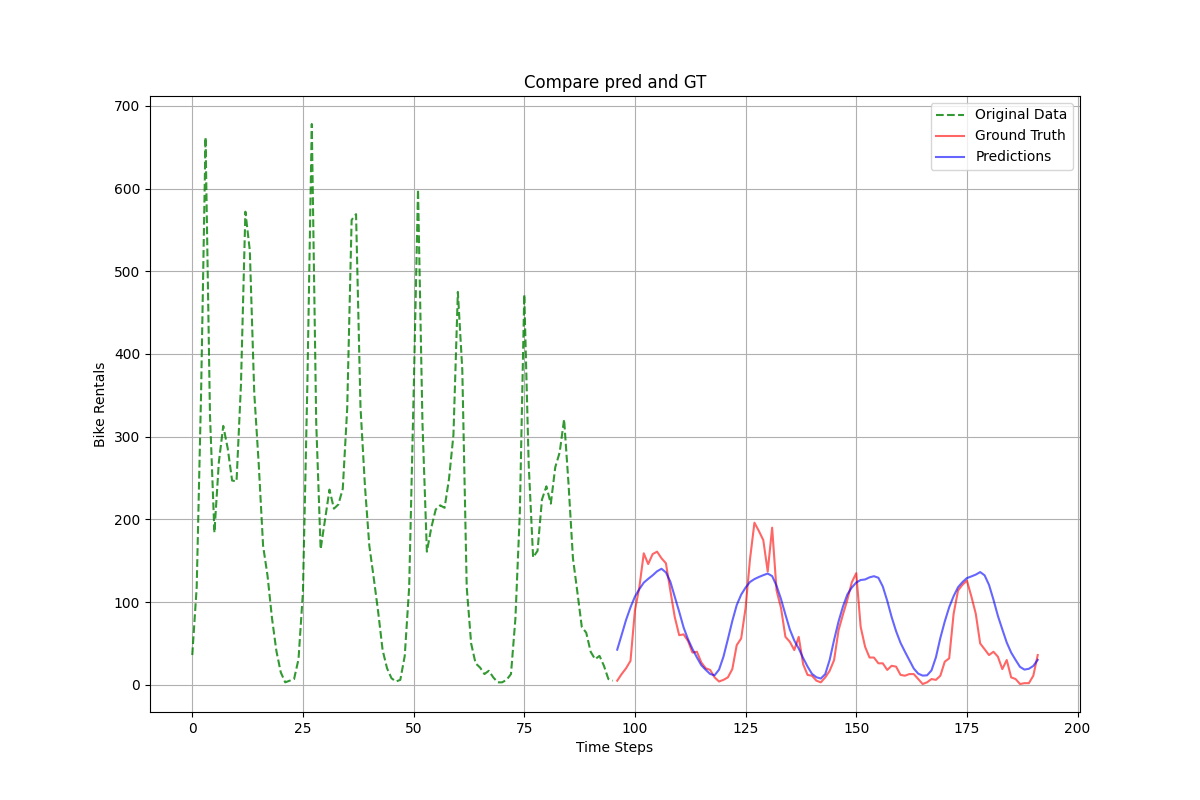 Compare pred and GT
700
600
500
400
300
200
100
0
Bike Rentals
Original Data
Ground Truth
Predictions
0 25 50 75 100 125 150 175 200
Time Steps